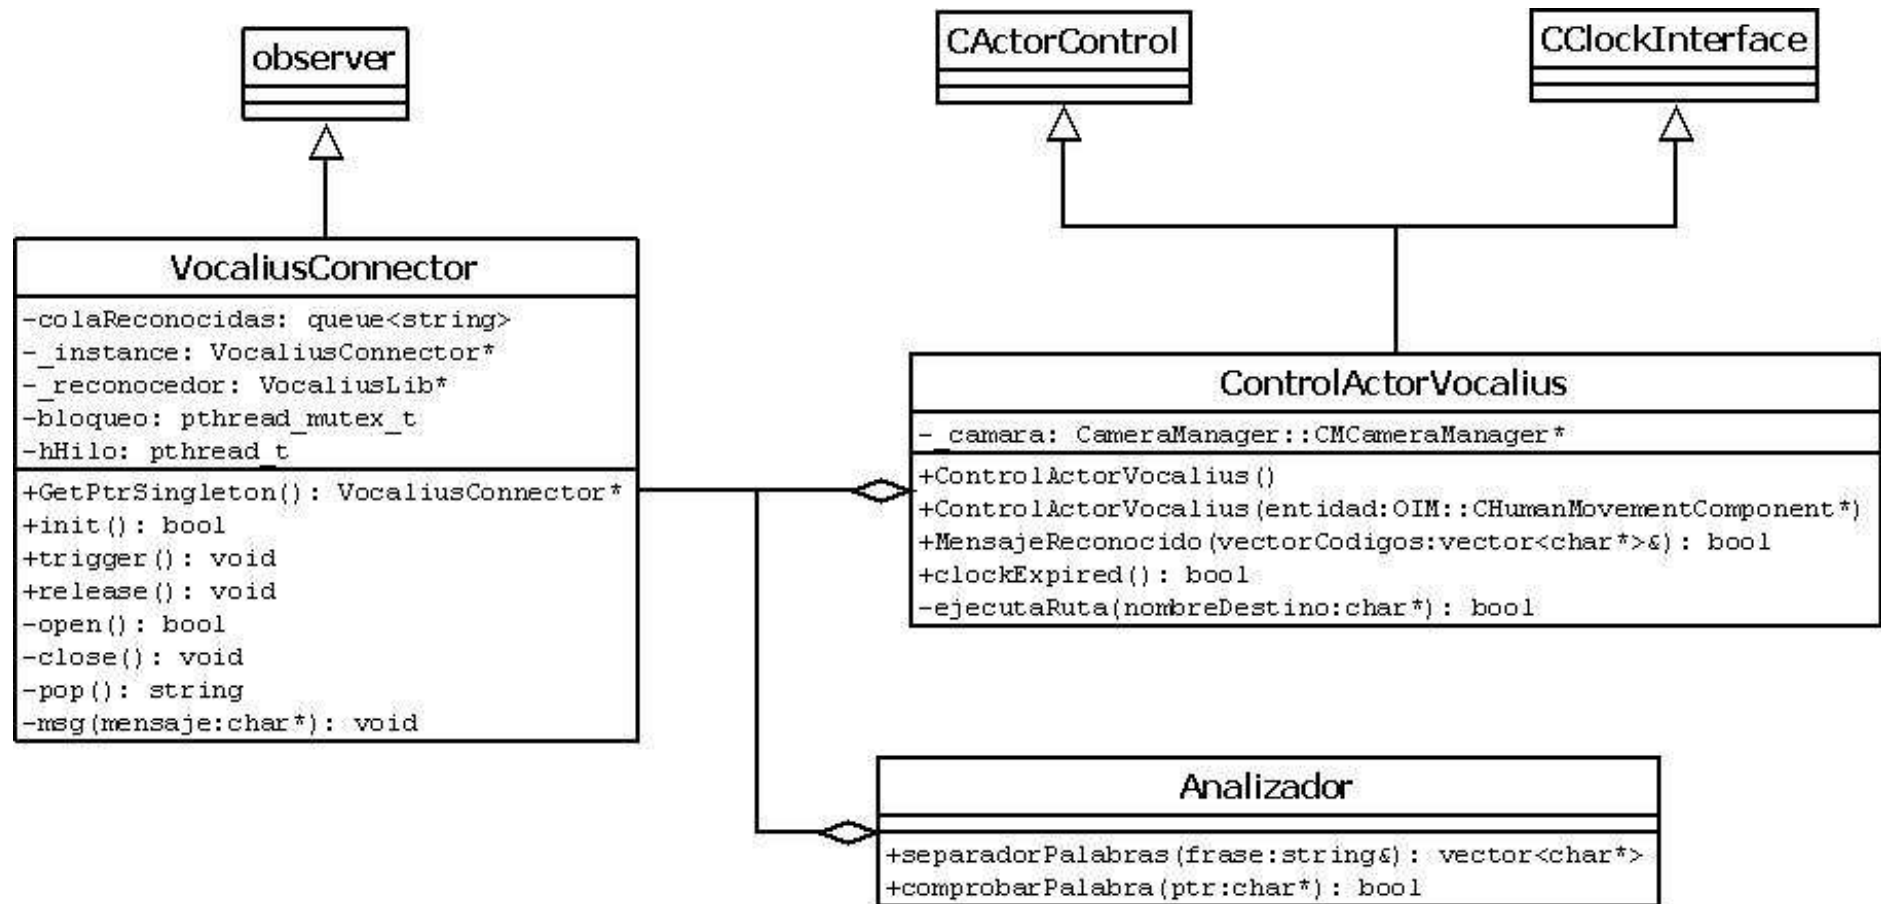 observer
CActorControl
CClockInterface
VocaliusConnector
-colaReconocidas: queue<string>
-_instance: VocaliusConnector*
-_reconocedor: VocaliusLib*
-bloqueo: pthread_mutex_t
-hHilo: pthread_t
+GetPtrSingleton(): VocaliusConnector*
+init(): bool
+trigger(): void
+release(): void
-open(): bool
-close(): void
-pop(): string
-msg(mensaje:char*): void
ControlActorVocalius
-_camara: CameraManager::CMCameraManager*
+ControlActorVocalius()
+ControlActorVocalius(entidad:OIM::CHumanMovementComponent*)
+MensajeReconocido(vectorCodigos:vector<char*>&): bool
+clockExpired(): bool
-ejecutaRuta(nombreDestino:char*): bool
Analizador
+separadorPalabras(frase:string&): vector<char*>
+comprobarPalabra(ptr:char*): bool